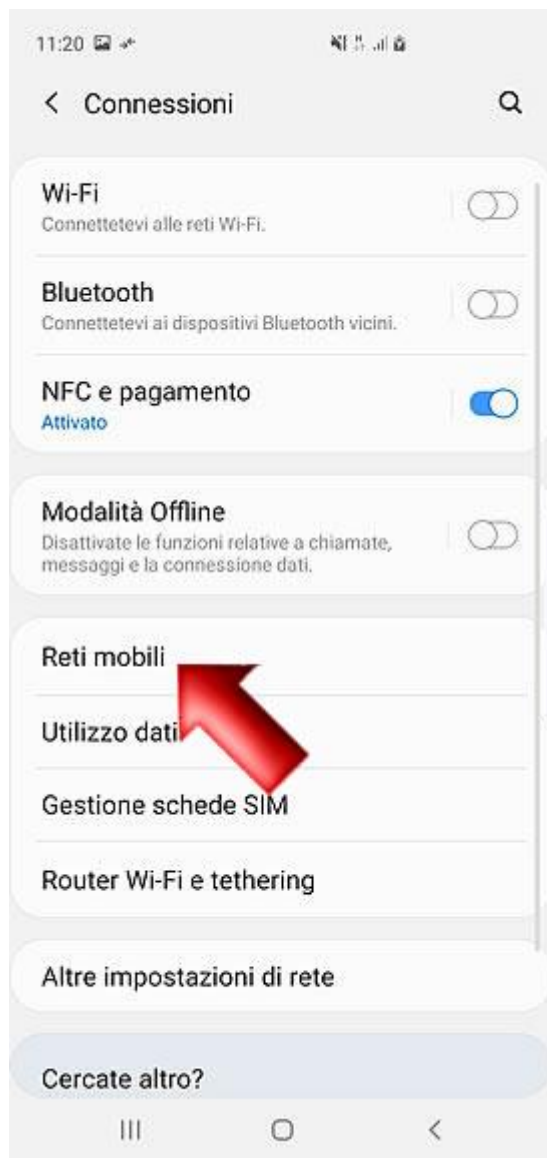 11:20
Connessioni
Wi-Fi
Connettetevi alle reti Wi-Fi.
Bluetooth
Connettetevi ai dispositivi Bluetooth vicini.
NFC e pagamento
Attivato
Modalità Offline
Disattivate le funzioni relative a chiamate,
messaggi e la connessione dati.
Reti mobili
Utilizzo dati
Gestione schede SIM
Router Wi-Fi e tethering
Altre impostazioni di rete
Cercate altro?